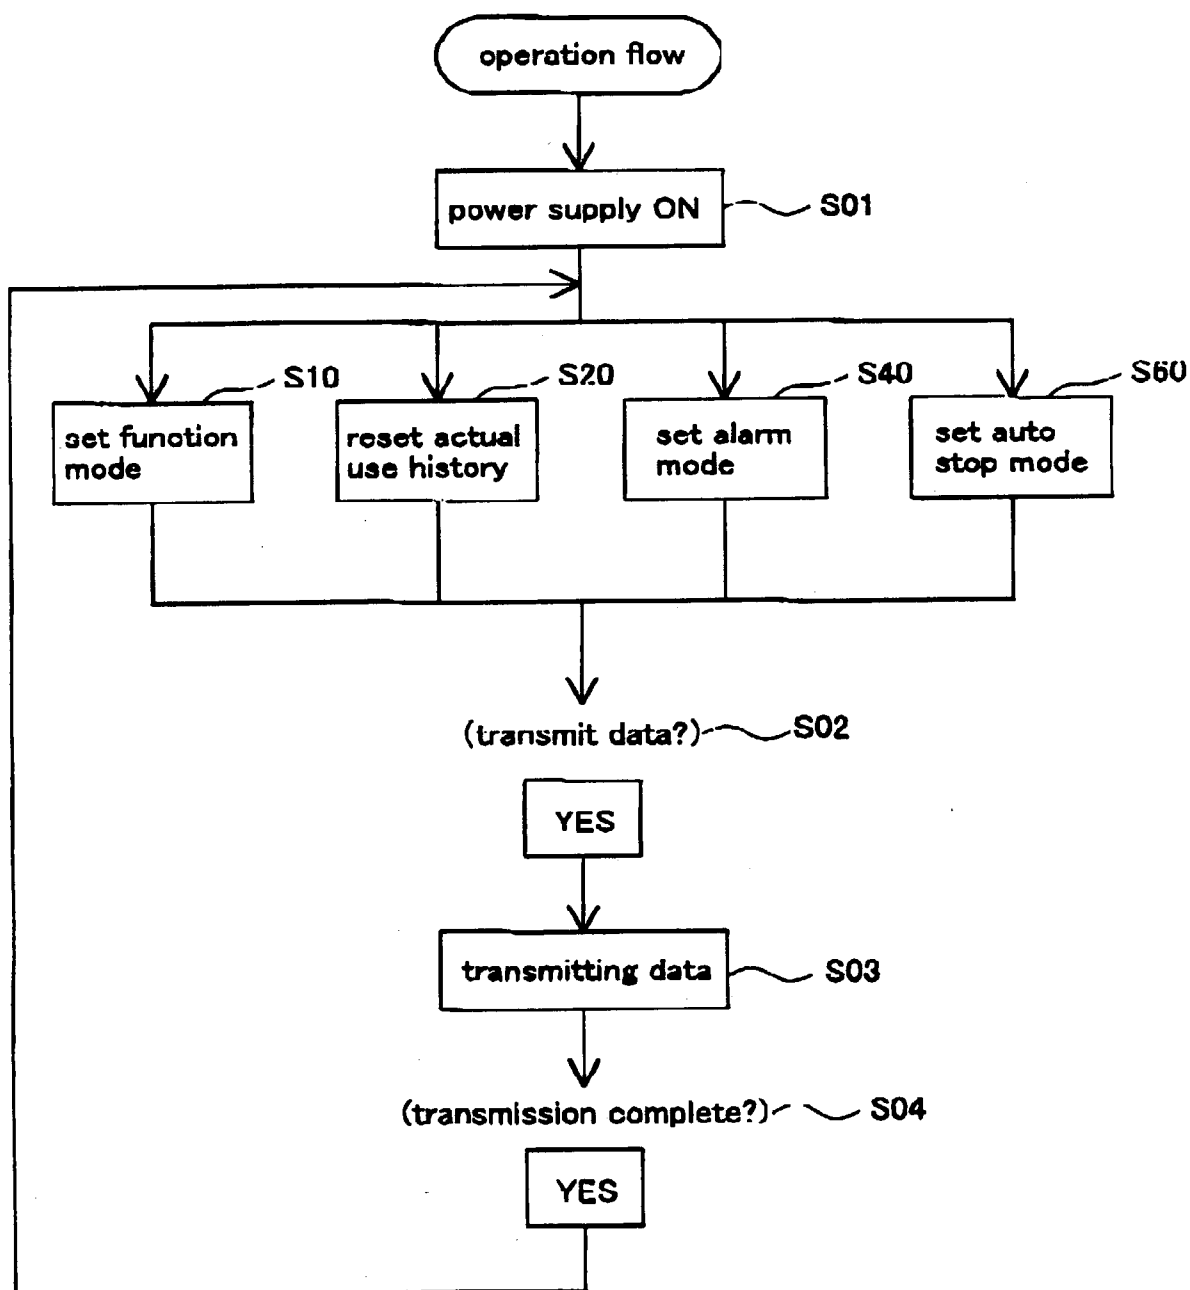 operation flow
power supply ON
S01
S10
S20
S40
S60
set function
mode
reset actual
use history
set alarm
mode
set auto
stop mode
(transmit data?)
S02
YES
transmitting data
S03
(transmission complete?)
S04
YES